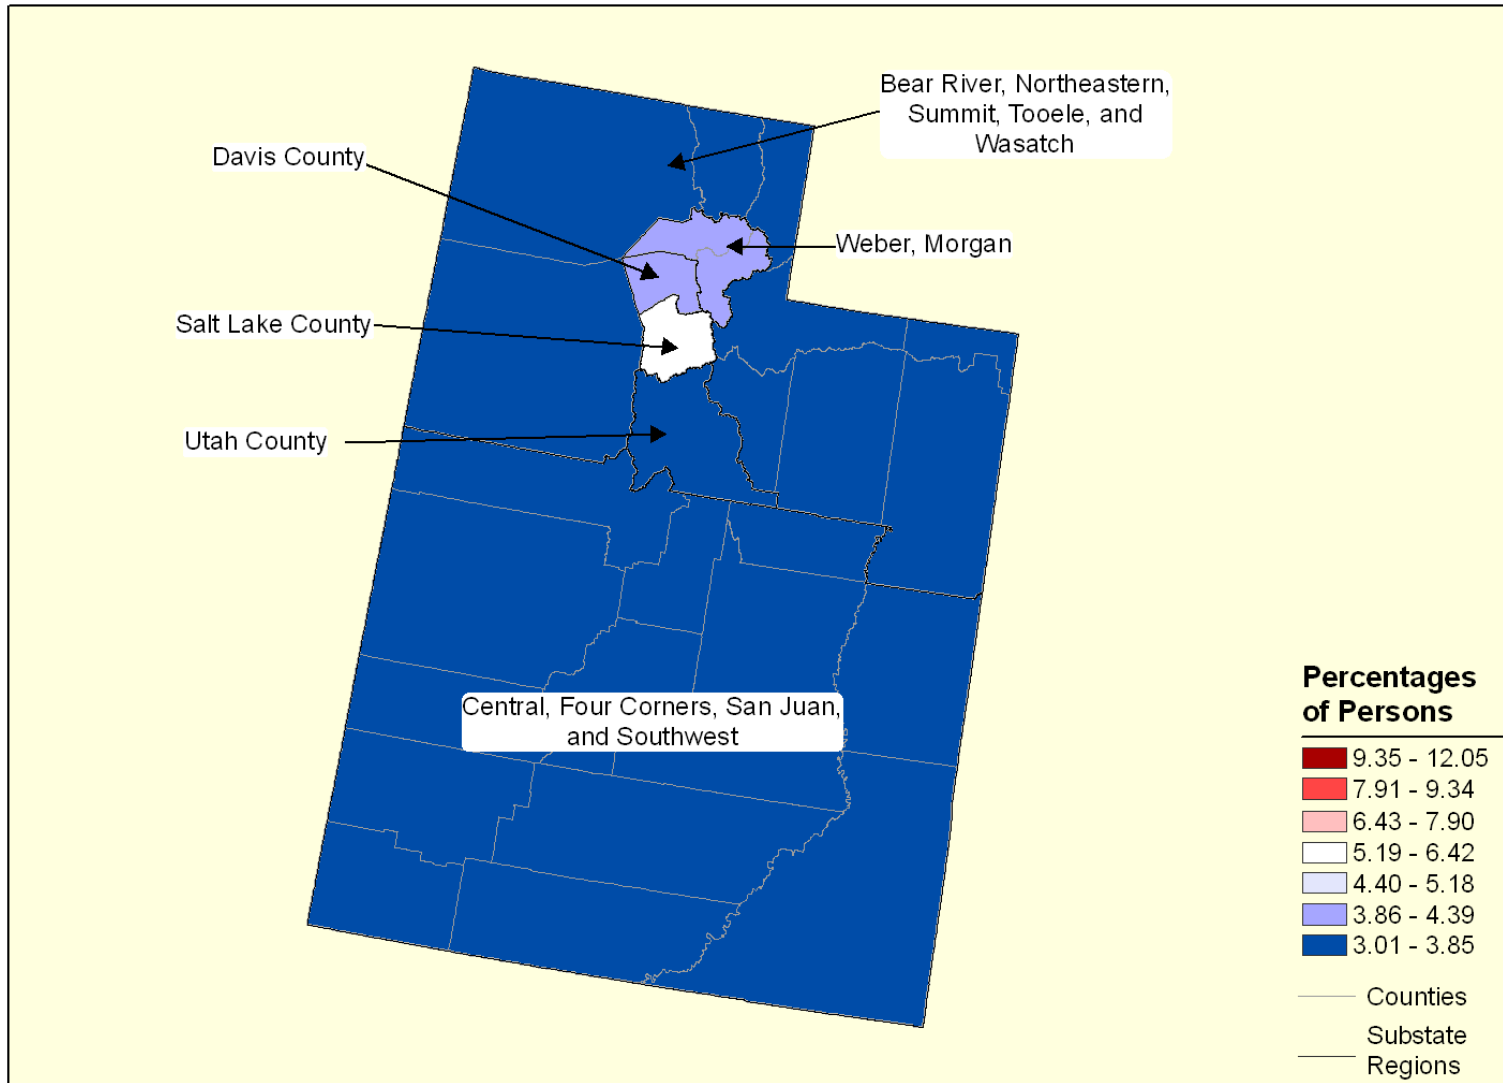 Bear River, Northeastern,
Summit, Tooele, and
Wasatch
Davis County
Weber, Morgan
Salt Lake County
Utah County
Central, Four Corners, San Juan,
and Southwest
Percentages
of Persons
9.35 - 12.05
7.91 - 9.34
6.43 - 7.90
5.19 - 6.42
4.40 - 5.18
3.86 - 4.39
3.01 - 3.85
Counties
Substate
Regions